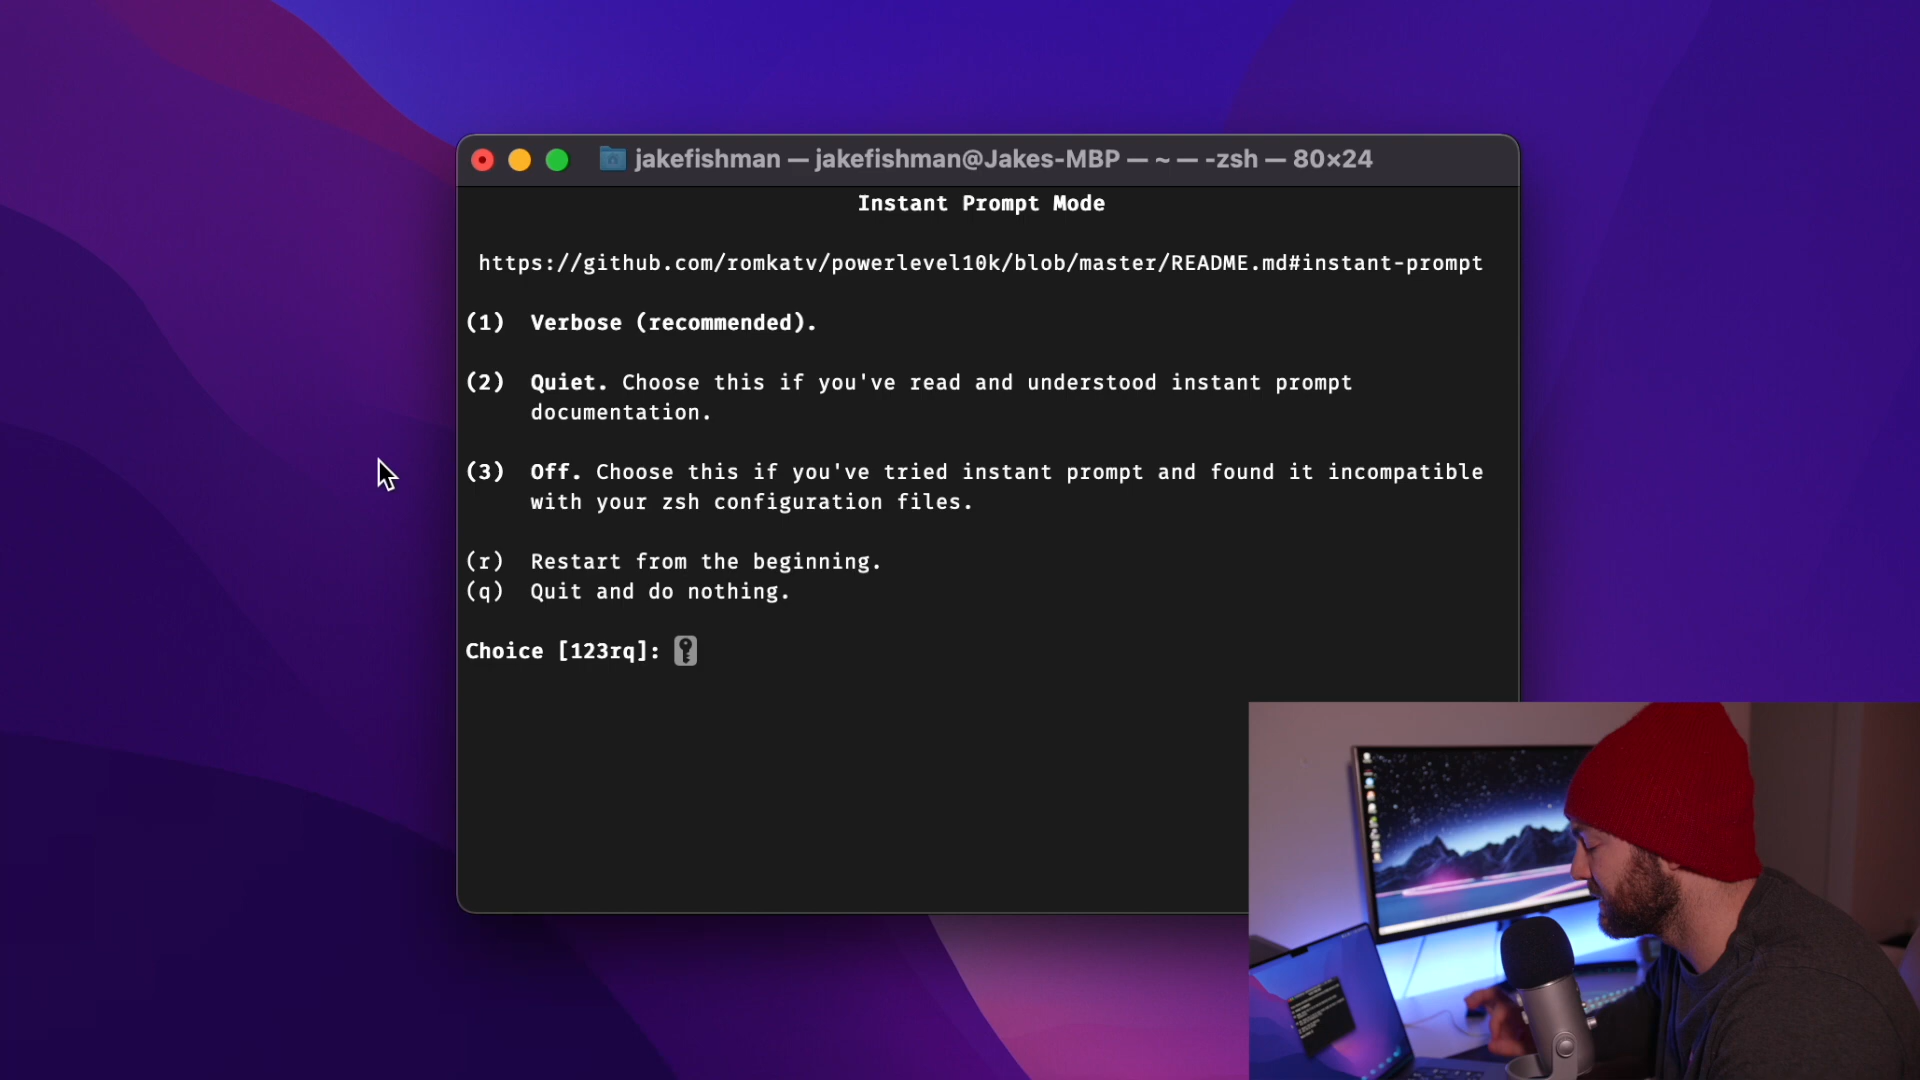 jakefishman — jakefishman@Jakes-MBP — ~ — -zsh — 80×24
Instant Prompt Mode
https://github.com/romkatv/powerlevel10k/blob/master/README.md#instant-prompt
(1) Verbose (recommended).
(2) Quiet. Choose this if you've read and understood instant prompt
documentation.
(3) Off. Choose this if you've tried instant prompt and found it incompatible
with your zsh configuration files.
(r) Restart from the beginning.
(q) Quit and do nothing.
Choice [123rq]: